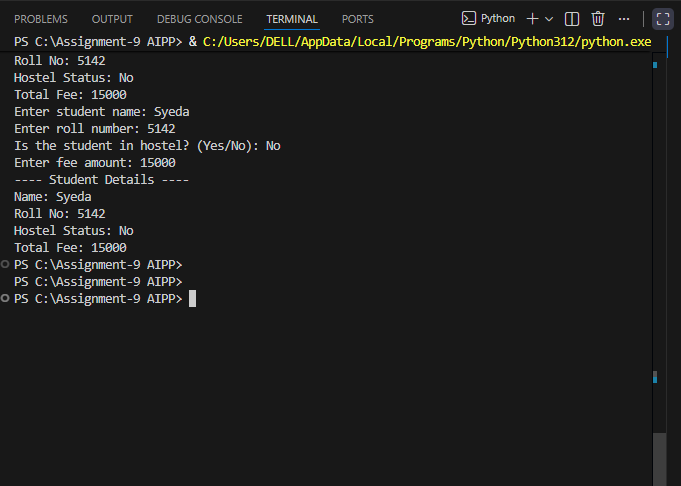 PROBLEMS OUTPUT DEBUG CONSOLE TERMINAL PORTS Python
PS C:\Assignment-9 AIPP> & C:/Users/DELL/AppData/Local/Programs/Python/Python312/python.exe
Roll No: 5142
Hostel Status: No
Total Fee: 15000
Enter student name: Syeda
Enter roll number: 5142
Is the student in hostel? (Yes/No): No
Enter fee amount: 15000
---- Student Details ----
Name: Syeda
Roll No: 5142
Hostel Status: No
Total Fee: 15000
PS C:\Assignment-9 AIPP>
PS C:\Assignment-9 AIPP>
PS C:\Assignment-9 AIPP>